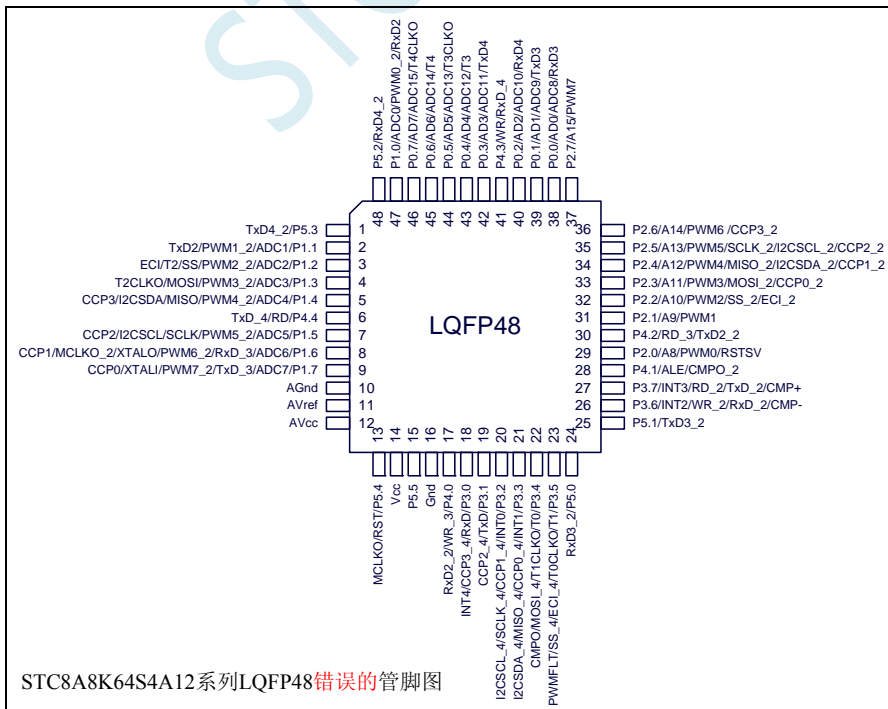 STC
P5.2/RxD4_2
P1.0/ADC0/PWM0_2/RxD2
P0.7/AD7/ADC15/T4CLKO
P0.6/AD6/ADC14/T4
P0.5/AD5/ADC13/T3CLKO
P0.4/AD4/ADC12/T3
P0.3/AD3/ADC11/TxD4
P4.3/WR/RxD_4
P0.2/AD2/ADC10/RxD4
P0.1/AD1/ADC9/TxD3
P0.0/AD0/ADC8/RxD3
P2.7/A15/PWM7
48 47 46 45 44 43 42 41 40 39 38 37
TxD4_2/P5.3 1
TxD2/PWM1_2/ADC1/P1.1 2
ECI/T2/SS/PWM2_2/ADC2/P1.2 3
T2CLKO/MOSI/PWM3_2/ADC3/P1.3 4
CCP3/I2CSDA/MISO/PWM4_2/ADC4/P1.4 5
TxD_4/RD/P4.4 6
CCP2/I2CSCL/SCLK/PWM5_2/ADC5/P1.5 7
CCP1/MCLKO_2/XTALO/PWM6_2/RxD_3/ADC6/P1.6 8
CCP0/XTALI/PWM7_2/TxD_3/ADC7/P1.7 9
AGnd 10
AVref 11
AVcc 12
LQFP48
36 P2.6/A14/PWM6 /CCP3_2
35 P2.5/A13/PWM5/SCLK_2/I2CSCL_2/CCP2_2
34 P2.4/A12/PWM4/MISO_2/I2CSDA_2/CCP1_2
33 P2.3/A11/PWM3/MOSI_2/CCP0_2
32 P2.2/A10/PWM2/SS_2/ECI_2
31 P2.1/A9/PWM1
30 P4.2/RD_3/TxD2_2
29 P2.0/A8/PWM0/RSTSV
28 P4.1/ALE/CMPO_2
27 P3.7/INT3/RD_2/TxD_2/CMP+
26 P3.6/INT2/WR_2/RxD_2/CMP-
25 P5.1/TxD3_2
13 14 15 16 17 18 19 20 21 22 23 24
MCLKO/RST/P5.4
Vcc
P5.5
Gnd
RxD2_2/WR_3/P4.0
INT4/CCP3_4/RxD/P3.0
CCP2_4/TxD/P3.1
I2CSCL_4/SCLK_4/CCP1_4/INT0/P3.2
I2CSDA_4/MISO_4/CCP0_4/INT1/P3.3
CMPO/MOSI_4/T1CLKO/T0/P3.4
PWMFLT/SS_4/ECI_4/T0CLKO/T1/P3.5
RxD3_2/P5.0
STC8A8K64S4A12系列LQFP48错误的管脚图